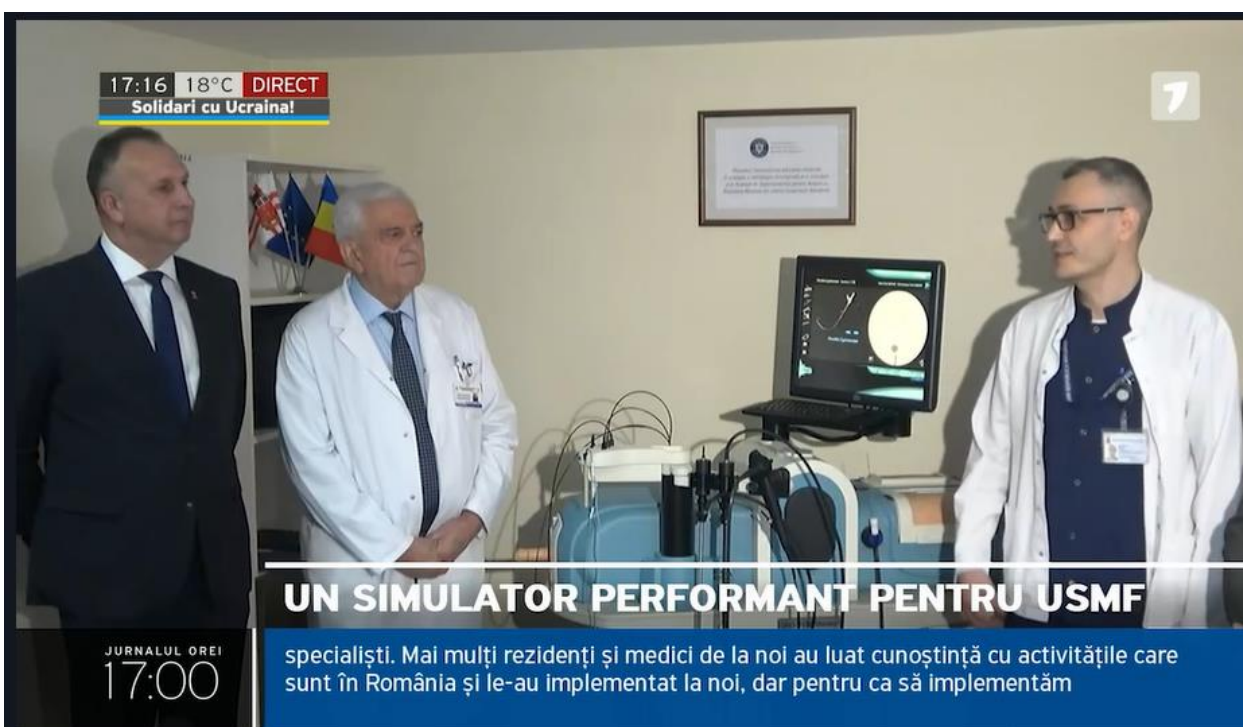 17:16 18°C DIRECT
Solidari cu Ucraina!
7
UN SIMULATOR PERFORMANT PENTRU USMF
JURNALUL OREI
17:00
specialiști. Mai mulți rezidenți și medici de la noi au luat cunoștință cu activitățile care
sunt în România și le-au implementat la noi, dar pentru ca să implementăm